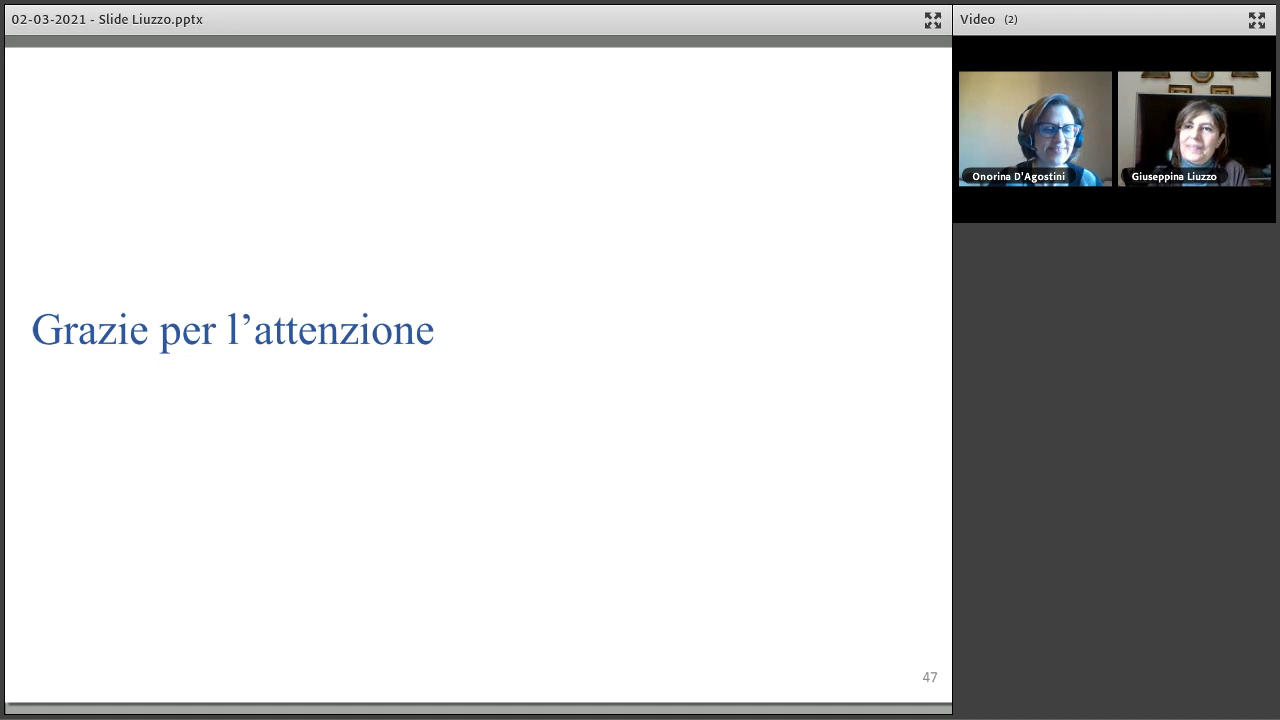 02-03-2021 - Slide Liuzzo.pptx
Video (2)
Onorina D'Agostini
Giuseppina Liuzzo
Grazie per l’attenzione
47